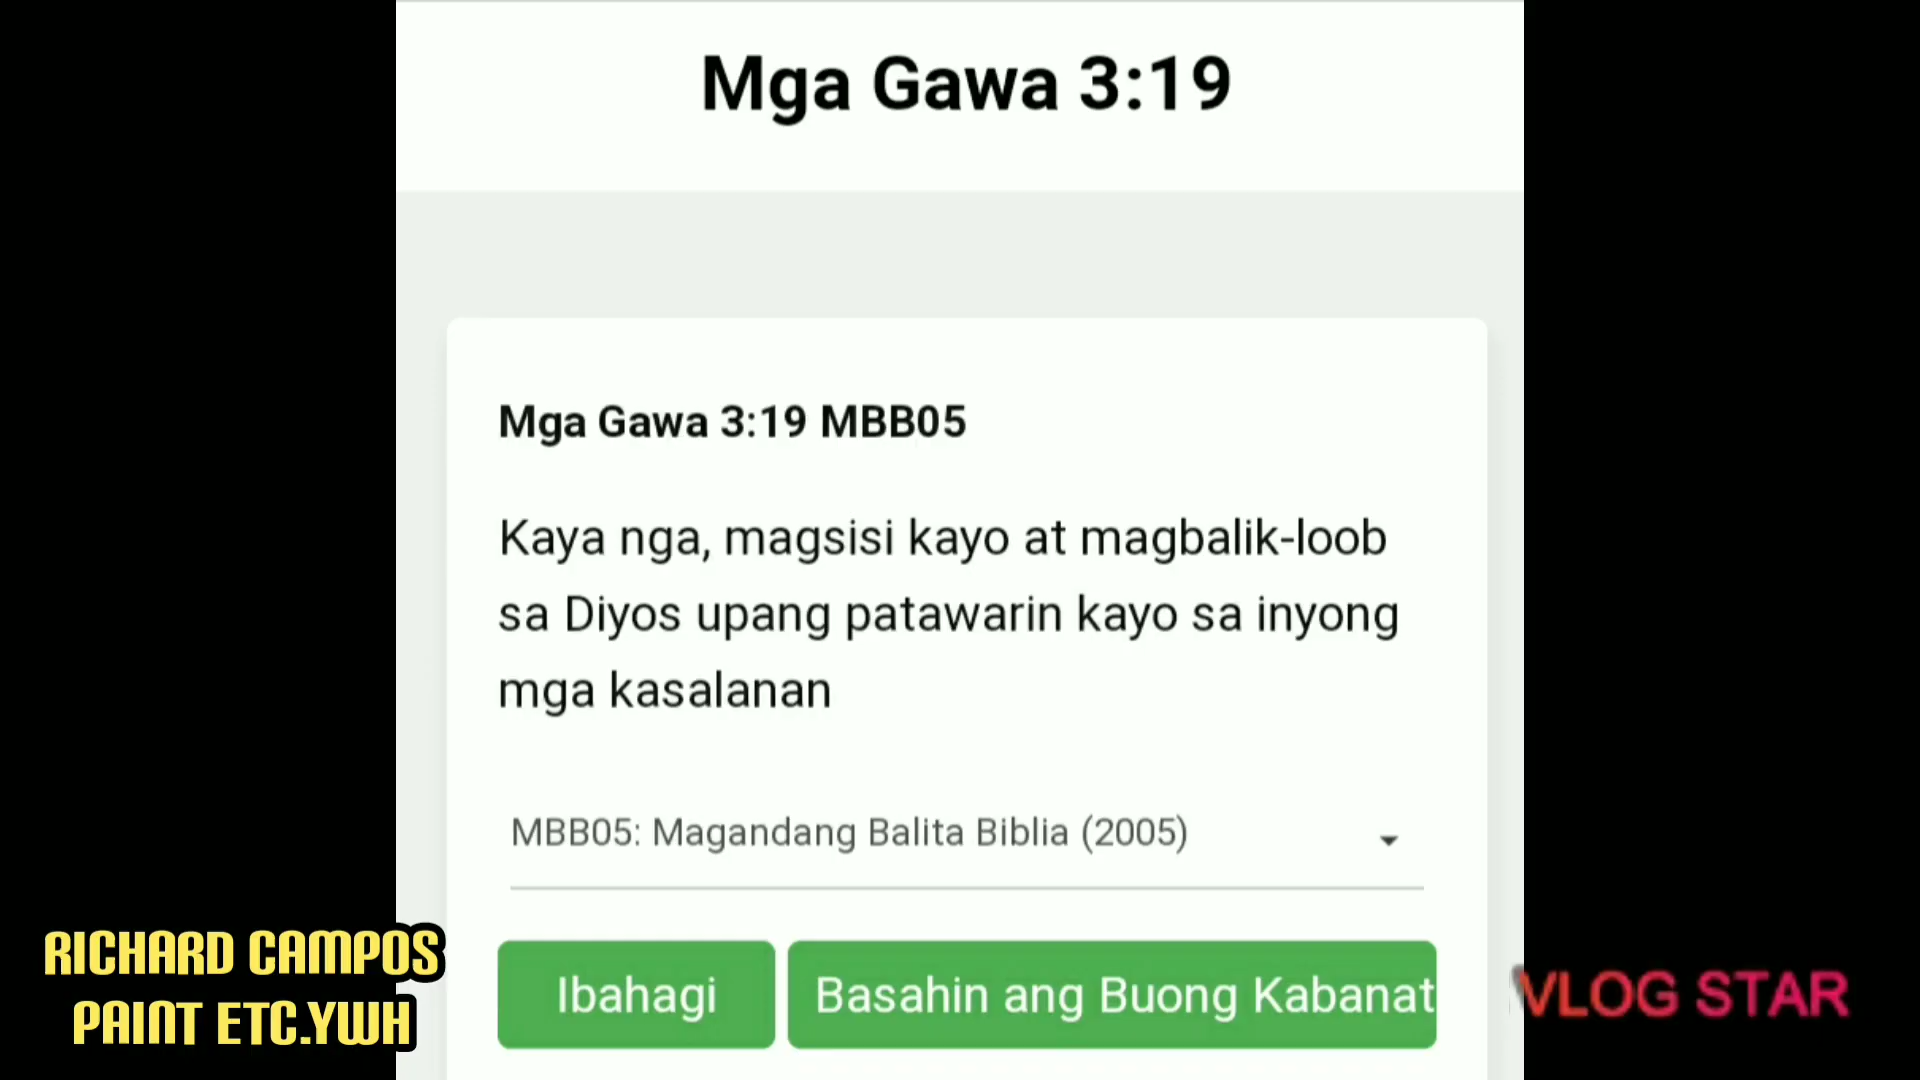 Mga Gawa 3:19
Mga Gawa 3:19 MBB05
Kaya nga, magsisi kayo at magbalik-loob
sa Diyos upang patawarin kayo sa inyong
mga kasalanan
MBB05: Magandang Balita Biblia (2005)
Ibahagi
Basahin ang Buong Kabanat
RICHARD CAMPOS
PAINT ETC.YWH
VLOG STAR